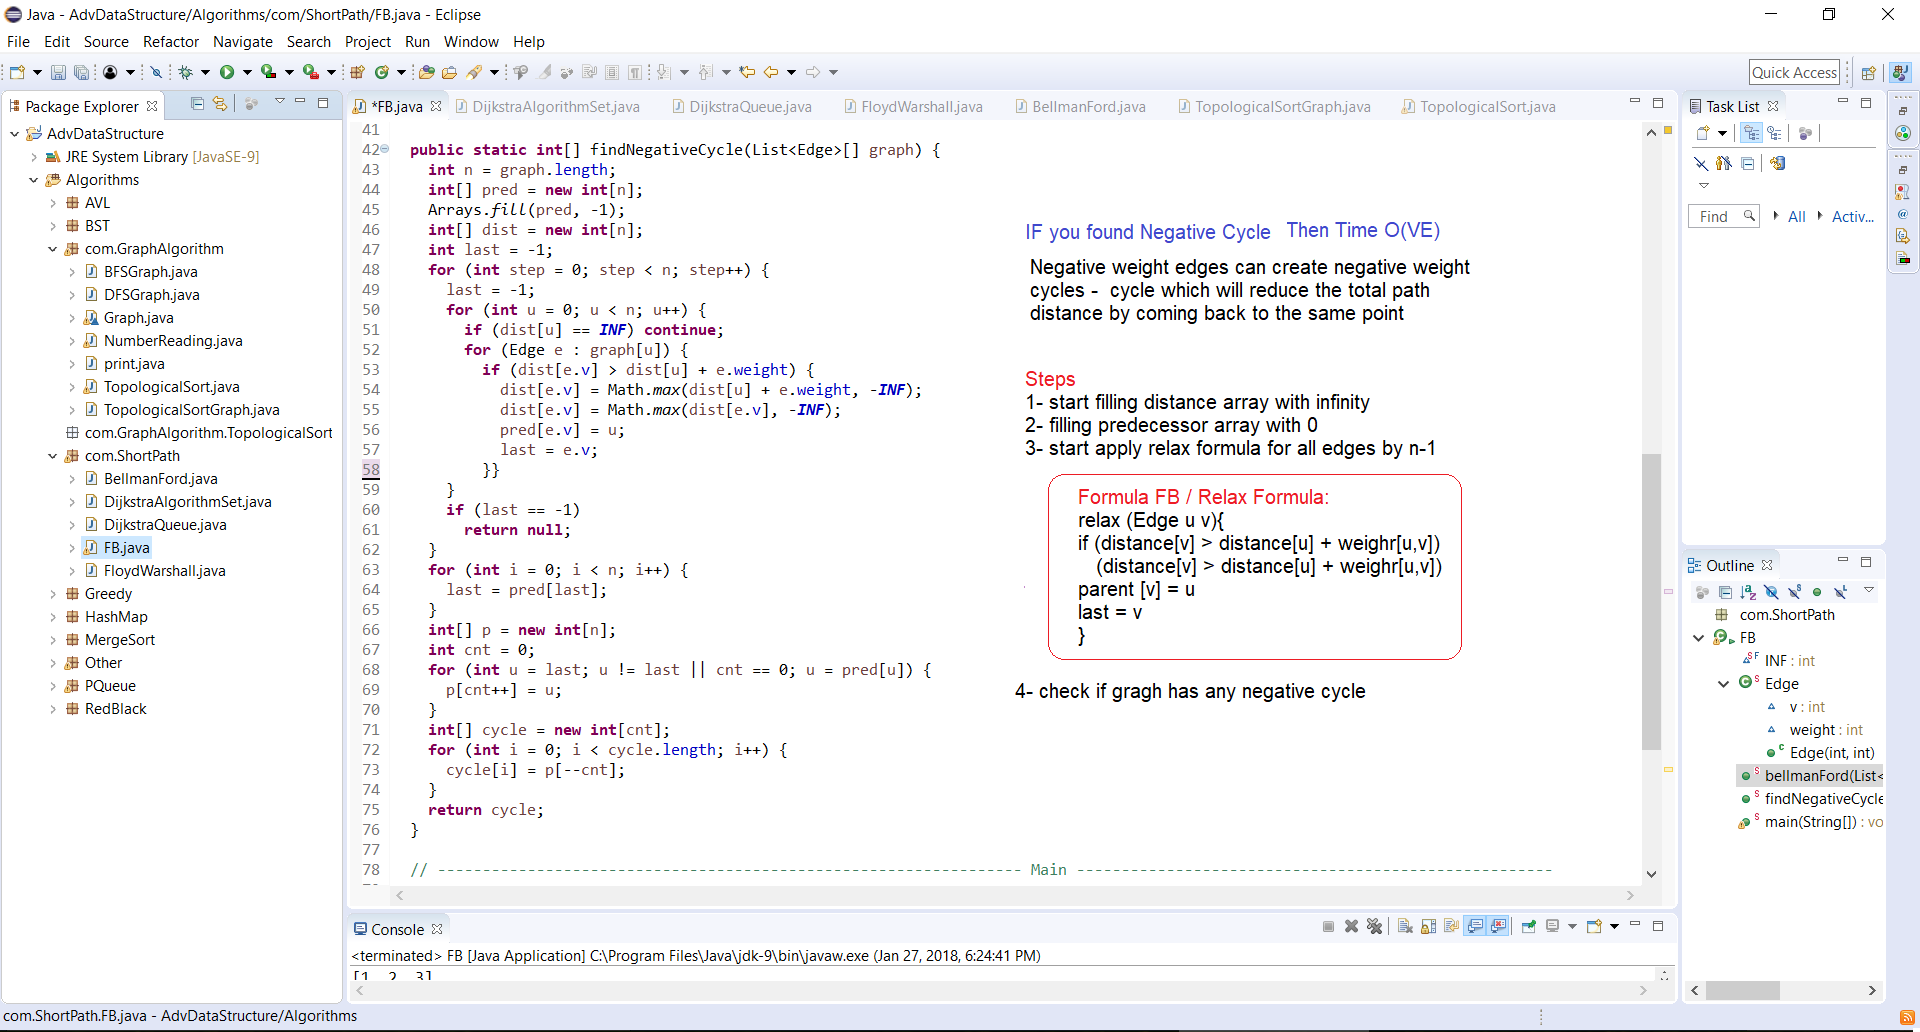 Java - AdvDataStructure/Algorithms/com/ShortPath/FB.java - Eclipse
File Edit Source Refactor Navigate Search Project Run Window Help
Quick Access
Package Explorer
AdvDataStructure
JRE System Library [JavaSE-9]
Algorithms
AVL
BST
com.GraphAlgorithm
BFSGraph.java
DFSGraph.java
Graph.java
NumberReading.java
print.java
TopologicalSort.java
TopologicalSortGraph.java
com.GraphAlgorithm.TopologicalSort
com.ShortPath
BellmanFord.java
DijkstraAlgorithmSet.java
DijkstraQueue.java
FB.java
FloydWarshall.java
Greedy
HashMap
MergeSort
Other
PQueue
RedBlack
*FB.java DijkstraAlgorithmSet.java DijkstraQueue.java FloydWarshall.java BellmanFord.java TopologicalSortGraph.java TopologicalSort.java
41
42 public static int[] findNegativeCycle(List<Edge>[] graph) {
43 int n = graph.length;
44 int[] pred = new int[n];
45 Arrays.fill(pred, -1);
46 int[] dist = new int[n];
47 int last = -1;
48 for (int step = 0; step < n; step++) {
49 last = -1;
50 for (int u = 0; u < n; u++) {
51 if (dist[u] == INF) continue;
52 for (Edge e : graph[u]) {
53 if (dist[e.v] > dist[u] + e.weight) {
54 dist[e.v] = Math.max(dist[u] + e.weight, -INF);
55 dist[e.v] = Math.max(dist[e.v], -INF);
56 pred[e.v] = u;
57 last = e.v;
58 }}
59 }
60 if (last == -1)
61 return null;
62 }
63 for (int i = 0; i < n; i++) {
64 last = pred[last];
65 }
66 int[] p = new int[n];
67 int cnt = 0;
68 for (int u = last; u != last || cnt == 0; u = pred[u]) {
69 p[cnt++] = u;
70 }
71 int[] cycle = new int[cnt];
72 for (int i = 0; i < cycle.length; i++) {
73 cycle[i] = p[--cnt];
74 }
75 return cycle;
76 }
77
78 // ----------------------------------------------------------------- Main -----------------------------------------------------
IF you found Negative Cycle Then Time O(VE)
Negative weight edges can create negative weight
cycles - cycle which will reduce the total path
distance by coming back to the same point
Steps
1- start filling distance array with infinity
2- filling predecessor array with 0
3- start apply relax formula for all edges by n-1
Formula FB / Relax Formula:
relax (Edge u v){
if (distance[v] > distance[u] + weighr[u,v])
(distance[v] > distance[u] + weighr[u,v])
parent [v] = u
last = v
}
4- check if gragh has any negative cycle
Console
<terminated> FB [Java Application] C:\Program Files\Java\jdk-9\bin\javaw.exe (Jan 27, 2018, 6:24:41 PM)
[1, 2, 3]
Task List
Find All Activ...
Outline
com.ShortPath
FB
INF : int
Edge
v : int
weight : int
Edge(int, int)
bellmanFord(List<
findNegativeCycle
main(String[]) : vo
com.ShortPath.FB.java - AdvDataStructure/Algorithms